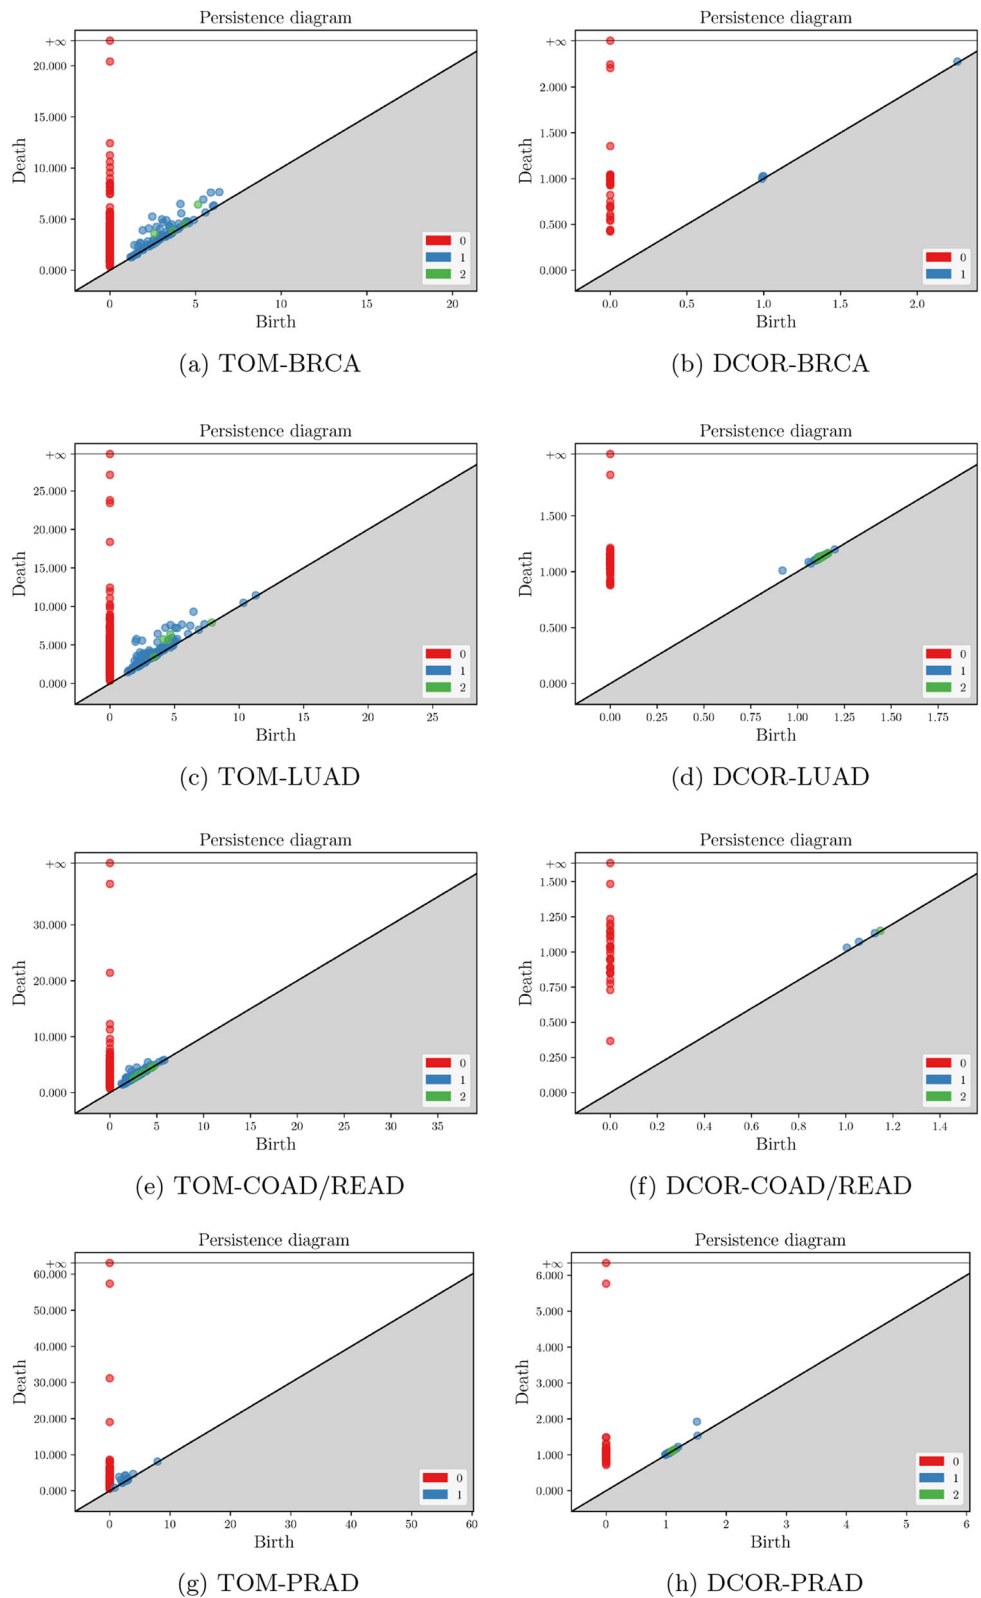 Persistence diagram
+∞
20.000
15.000
10.000
5.000
0.000
Death
0 5 10 15 20
Birth
0
1
2
(a) TOM-BRCA
Persistence diagram
+∞
2.000
1.500
1.000
0.500
0.000
Death
0.0 0.5 1.0 1.5 2.0
Birth
0
1
(b) DCOR-BRCA
Persistence diagram
+∞
25.000
20.000
15.000
10.000
5.000
0.000
Death
0 5 10 15 20 25
Birth
0
1
2
(c) TOM-LUAD
Persistence diagram
+∞
1.500
1.000
0.500
0.000
Death
0.00 0.25 0.50 0.75 1.00 1.25 1.50 1.75
Birth
0
1
2
(d) DCOR-LUAD
Persistence diagram
+∞
30.000
20.000
10.000
0.000
Death
0 5 10 15 20 25 30 35
Birth
0
1
2
(e) TOM-COAD/READ
Persistence diagram
+∞
1.500
1.250
1.000
0.750
0.500
0.250
0.000
Death
0.0 0.2 0.4 0.6 0.8 1.0 1.2 1.4
Birth
0
1
2
(f) DCOR-COAD/READ
Persistence diagram
+∞
60.000
50.000
40.000
30.000
20.000
10.000
0.000
Death
0 10 20 30 40 50 60
Birth
0
1
(g) TOM-PRAD
Persistence diagram
+∞
6.000
5.000
4.000
3.000
2.000
1.000
0.000
Death
0 1 2 3 4 5 6
Birth
0
1
2
(h) DCOR-PRAD